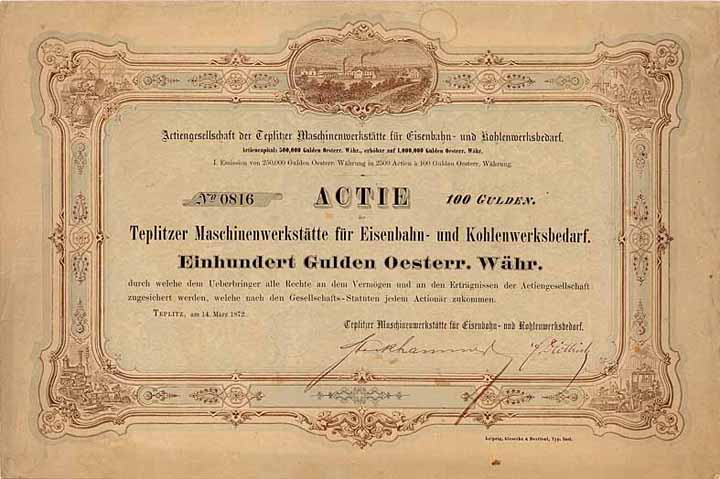 Actiengesellschaft der Teplitzer Maschinenwerkstätte für Eisenbahn- und Kohlenwerksbedarf.
Actiencapital: 500,000 Gulden Oesterr. Währ., erhöhbar auf 1,000,000 Gulden Oesterr. Währ.
I. Emission von 250,000 Gulden Oesterr. Währung in 2500 Actien à 100 Gulden Oesterr. Währung.
No 0816 ACTIE 100 GULDEN.
der
Teplitzer Maschinenwerkstätte für Eisenbahn- und Kohlenwerksbedarf.
Einhundert Gulden Oesterr. Währ.
durch welche dem Ueberbringer alle Rechte an dem Vermögen und an den Erträgnissen der Actiengesellschaft
zugesichert werden, welche nach den Gesellschafts-Statuten jedem Actionär zukommen.
TEPLITZ, am 14. März 1872.
Teplitzer Maschinenwerkstätte für Eisenbahn- und Kohlenwerksbedarf.
Leipzig, Giesecke & Devrient, Typ. Inst.